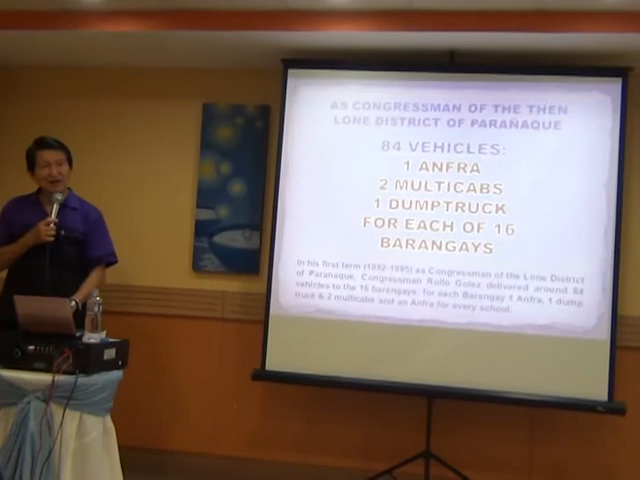 AS CONGRESSMAN OF THE THEN
LONE DISTRICT OF PARAÑAQUE
84 VEHICLES:
1 ANFRA
2 MULTICABS
1 DUMPTRUCK
FOR EACH OF 16
BARANGAYS
In his first term (1992-1995) as Congressman of the Lone District
of Paranaque, Congressman Roilo Golez delivered around 84
vehicles to the 16 barangays: for each Barangay 1 Anfra, 1 dump
truck & 2 multicabs and an Anfra for every school.